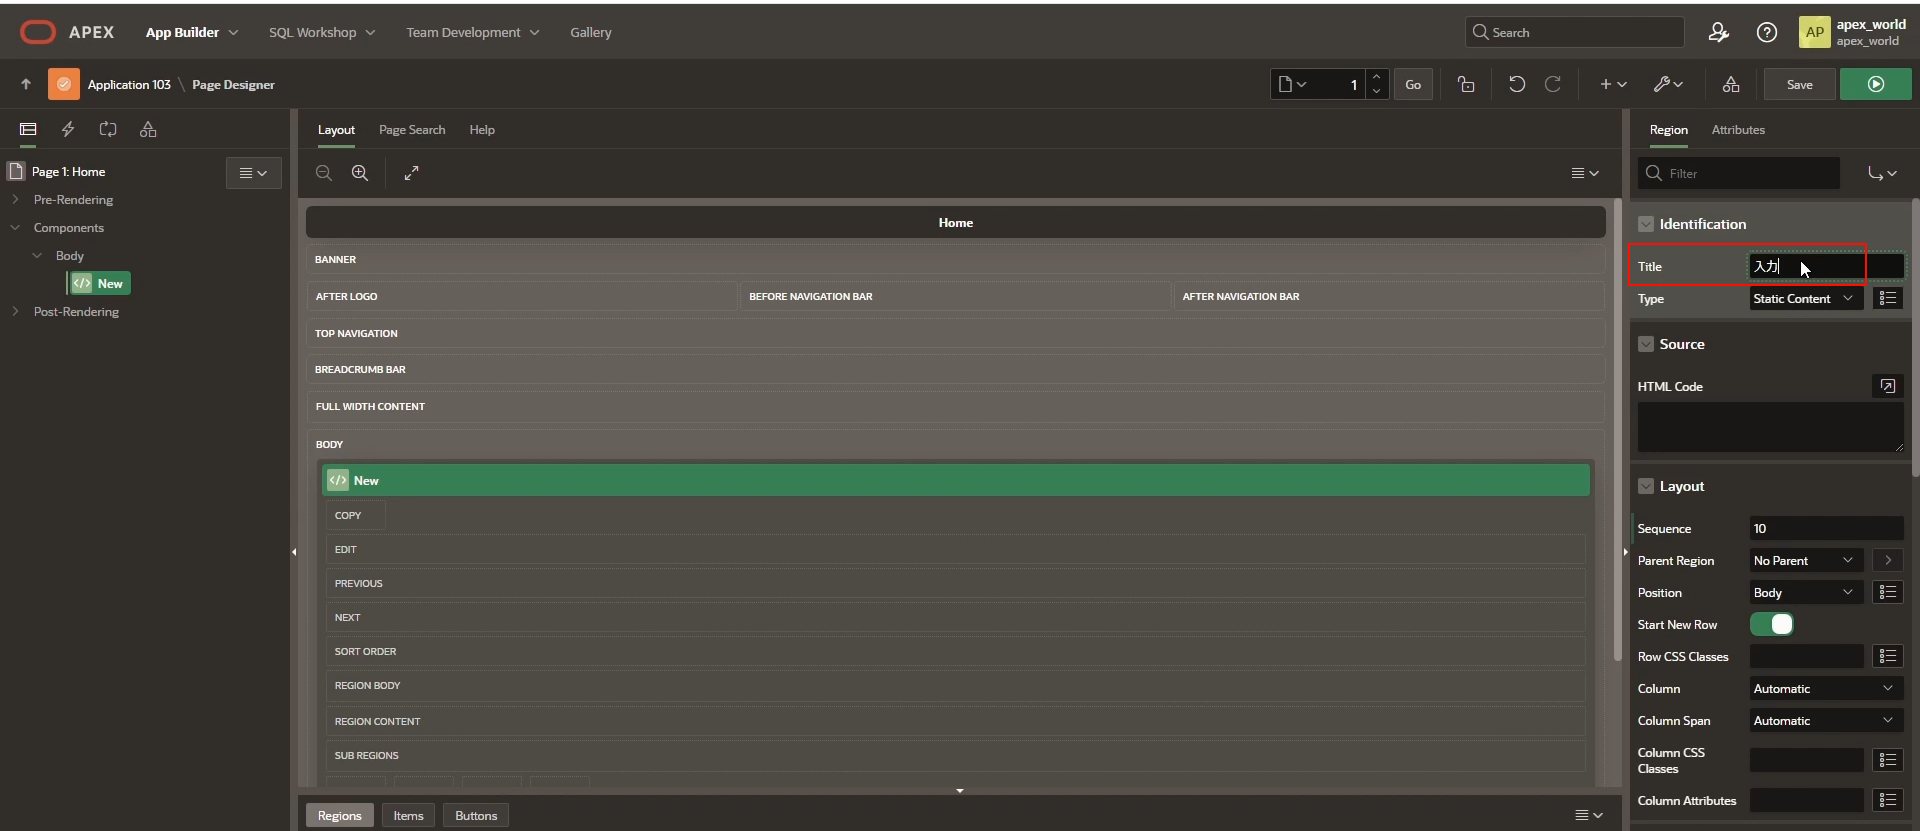 APEX App Builder SQL Workshop Team Development Gallery Search AP apex_world
apex_world
Application 103 \ Page Designer 1 Go Save
Layout Page Search Help
Region Attributes
Page 1: Home
Pre-Rendering
Components
Body
New
Post-Rendering
Home
BANNER
AFTER LOGO BEFORE NAVIGATION BAR AFTER NAVIGATION BAR
TOP NAVIGATION
BREADCRUMB BAR
FULL WIDTH CONTENT
BODY
</> New
COPY
EDIT
PREVIOUS
NEXT
SORT ORDER
REGION BODY
REGION CONTENT
SUB REGIONS
Regions Items Buttons
Filter
Identification
Title 入力
Type Static Content
Source
HTML Code
Layout
Sequence 10
Parent Region No Parent
Position Body
Start New Row
Row CSS Classes
Column Automatic
Column Span Automatic
Column CSS
Classes
Column Attributes